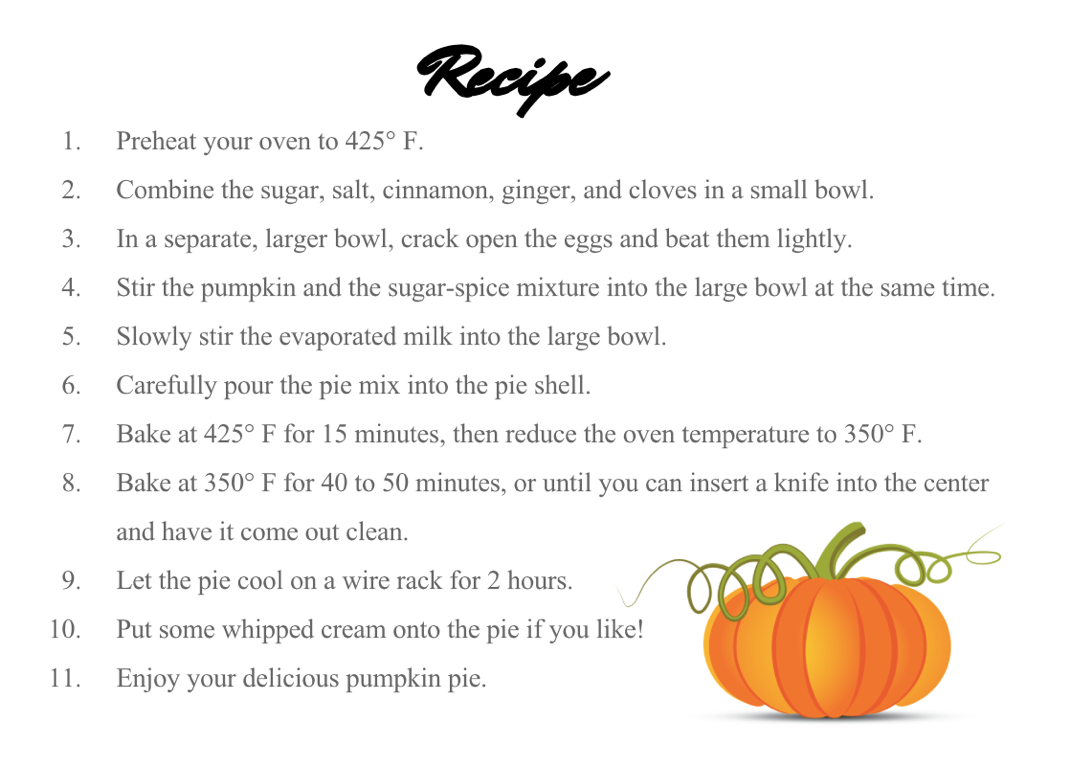 Recipe
1. Preheat your oven to 425° F.
2. Combine the sugar, salt, cinnamon, ginger, and cloves in a small bowl.
3. In a separate, larger bowl, crack open the eggs and beat them lightly.
4. Stir the pumpkin and the sugar-spice mixture into the large bowl at the same time.
5. Slowly stir the evaporated milk into the large bowl.
6. Carefully pour the pie mix into the pie shell.
7. Bake at 425° F for 15 minutes, then reduce the oven temperature to 350° F.
8. Bake at 350° F for 40 to 50 minutes, or until you can insert a knife into the center
and have it come out clean.
9. Let the pie cool on a wire rack for 2 hours.
10. Put some whipped cream onto the pie if you like!
11. Enjoy your delicious pumpkin pie.